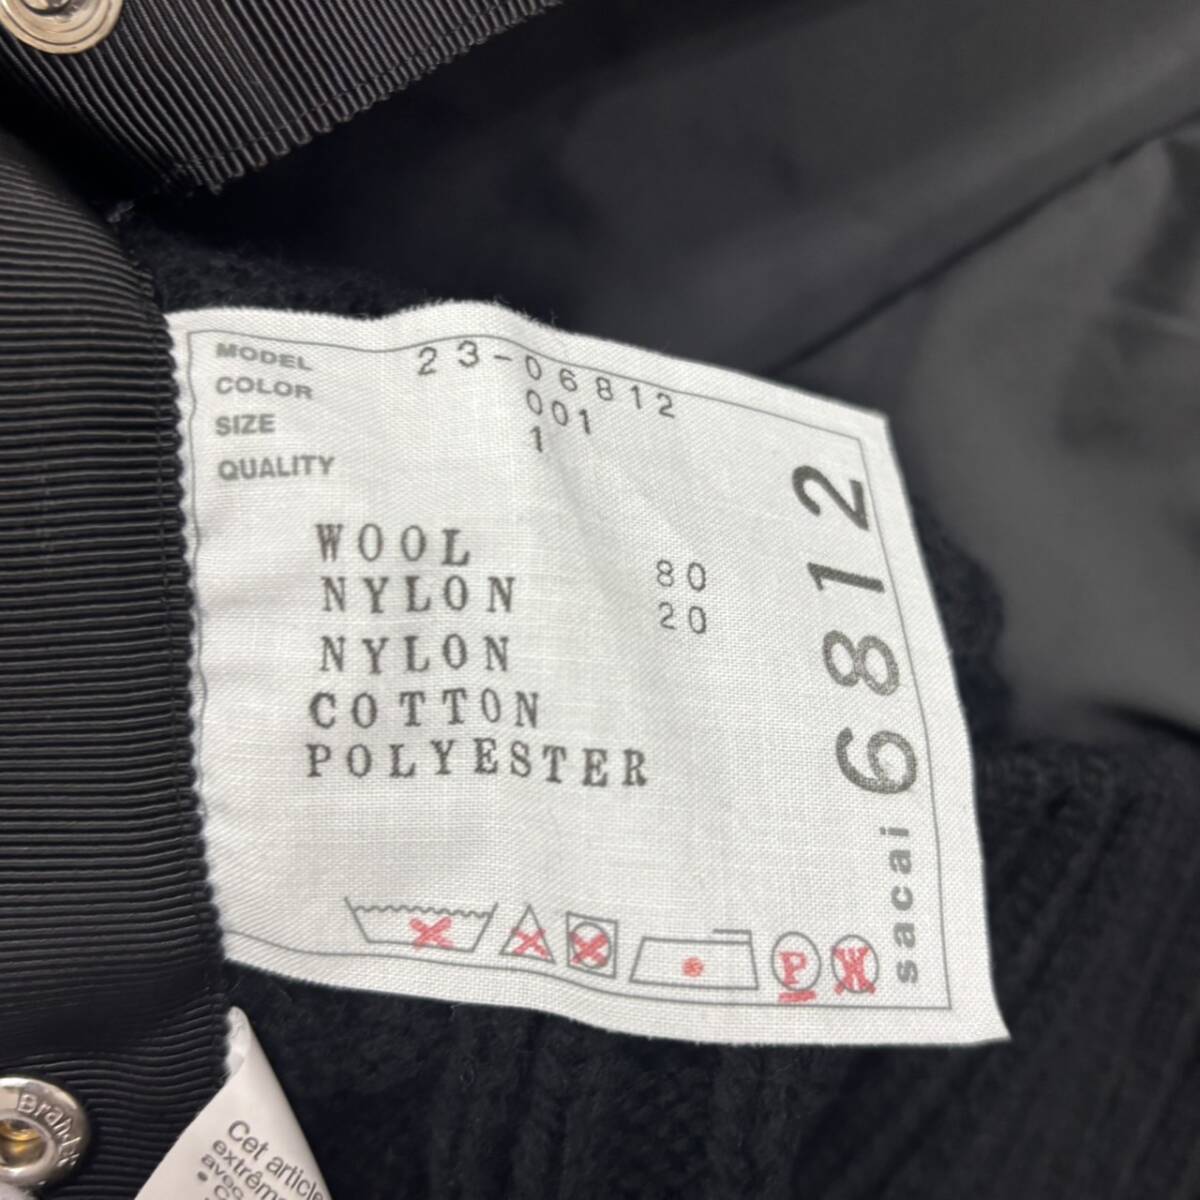 MODEL 23-06812
COLOR 001
SIZE 1
QUALITY
WOOL 80
NYLON 20
NYLON
COTTON
POLYESTER
P
W
sacai 6812
Cet article
extrême
avec